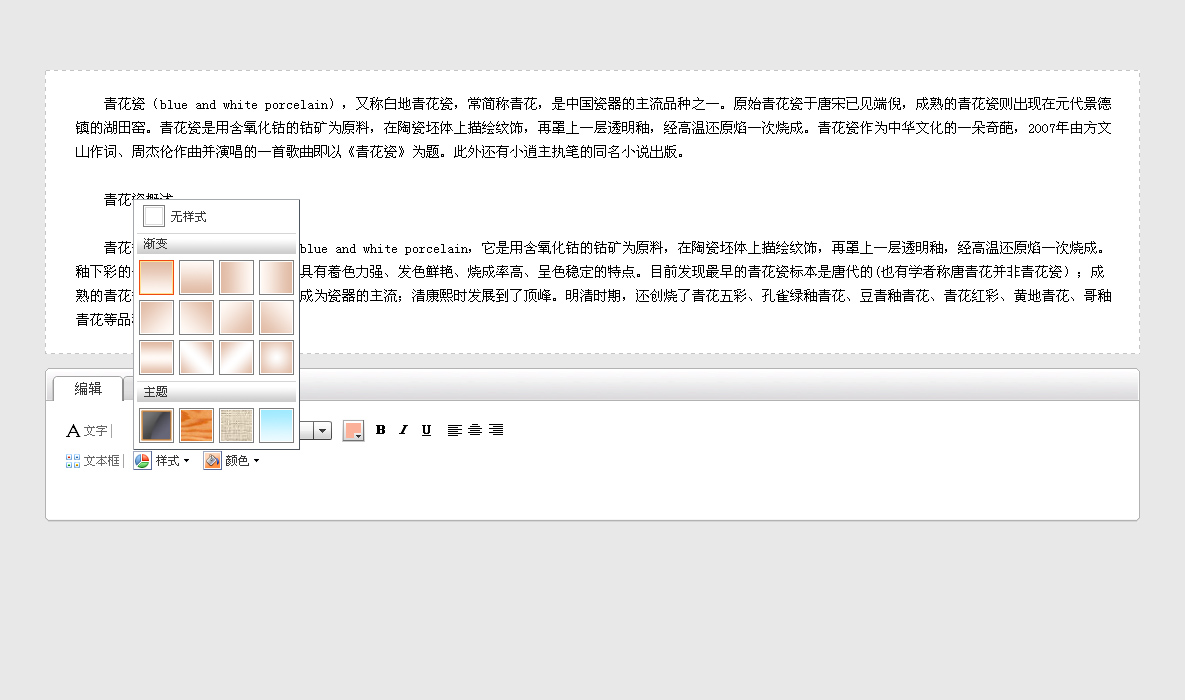 青花瓷（blue and white porcelain），又称白地青花瓷，常简称青花，是中国瓷器的主流品种之一。原始青花瓷于唐宋已见端倪，成熟的青花瓷则出现在元代景德
镇的湖田窑。青花瓷是用含氧化钴的钴矿为原料，在陶瓷坯体上描绘纹饰，再罩上一层透明釉，经高温还原焰一次烧成。青花瓷作为中华文化的一朵奇葩，2007年由方文
山作词、周杰伦作曲并演唱的一首歌曲即以《青花瓷》为题。此外还有小逍主执笔的同名小说出版。
青花瓷概述
无样式
渐变
青花 blue and white porcelain，它是用含氧化钴的钴矿为原料，在陶瓷坯体上描绘纹饰，再罩上一层透明釉，经高温还原焰一次烧成。
釉下彩的 具有着色力强、发色鲜艳、烧成率高、呈色稳定的特点。目前发现最早的青花瓷标本是唐代的(也有学者称唐青花并非青花瓷）；成
熟的青花 成为瓷器的主流；清康熙时发展到了顶峰。明清时期，还创烧了青花五彩、孔雀绿釉青花、豆青釉青花、青花红彩、黄地青花、哥釉
青花等品
编辑
主题
A 文字 B I U
文本框 样式 颜色